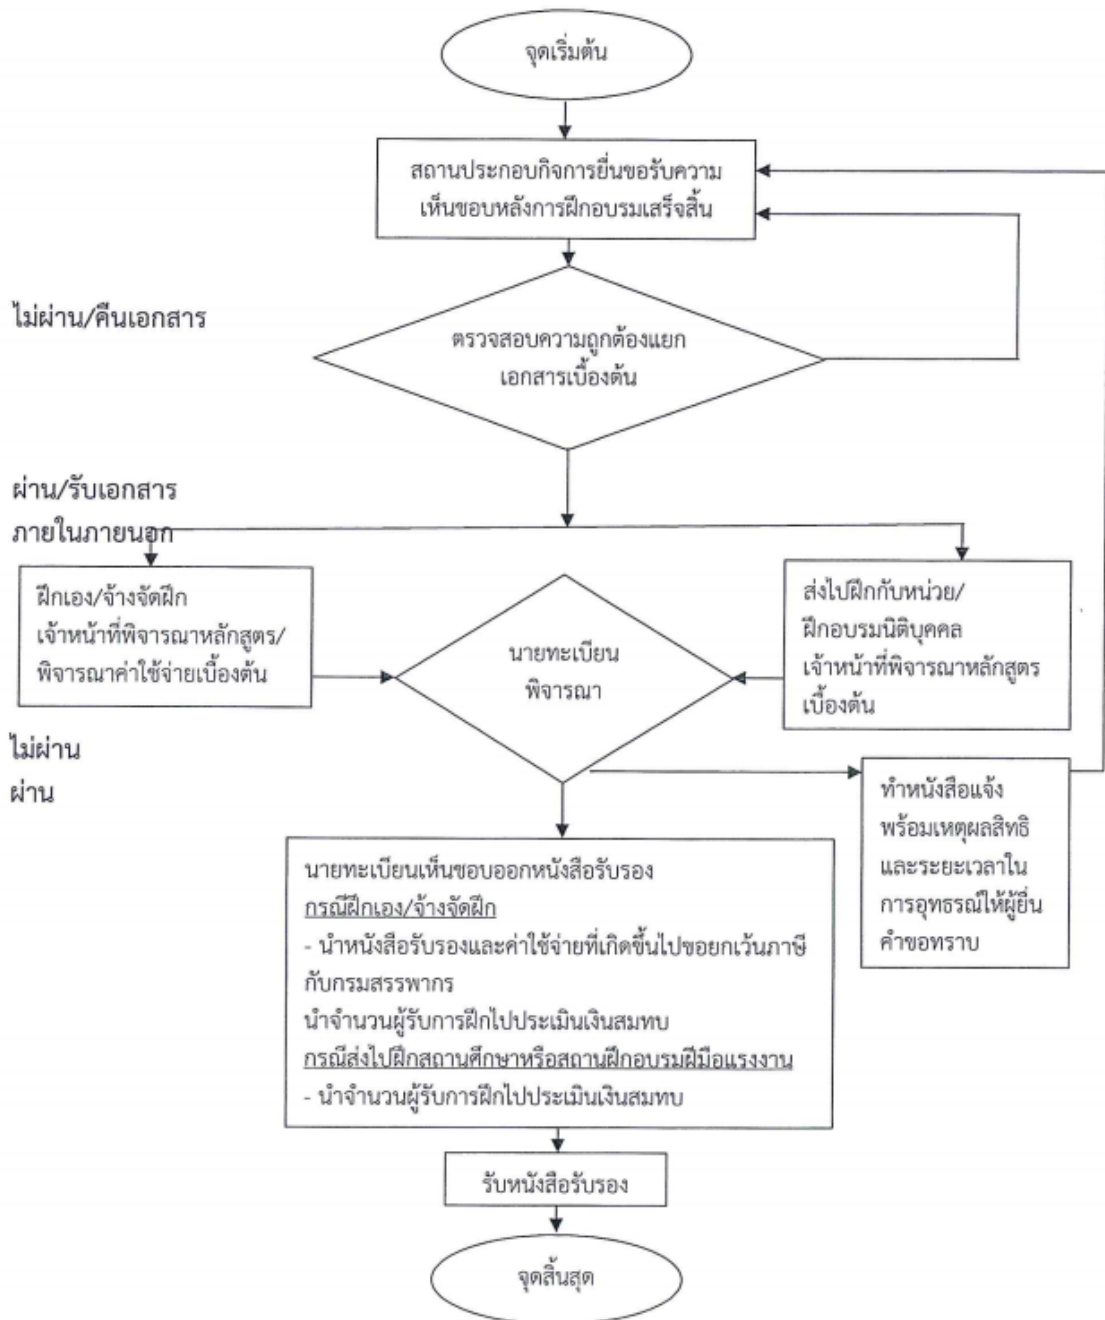 จุดเริ่มต้น
สถานประกอบกิจการยื่นขอรับความ
เห็นชอบหลังการฝึกอบรมเสร็จสิ้น
ไม่ผ่าน/คืนเอกสาร
ตรวจสอบความถูกต้องแยก
เอกสารเบื้องต้น
ผ่าน/รับเอกสาร
ภายในภายนอก
ฝึกเอง/จ้างจัดฝึก
เจ้าหน้าที่พิจารณาหลักสูตร/
พิจารณาค่าใช้จ่ายเบื้องต้น
นายทะเบียน
พิจารณา
ส่งไปฝึกกับหน่วย/
ฝึกอบรมนิติบุคคล
เจ้าหน้าที่พิจารณาหลักสูตร
เบื้องต้น
ไม่ผ่าน
ผ่าน
ทำหนังสือแจ้ง
พร้อมเหตุผลสิทธิ
และระยะเวลาใน
การอุทธรณ์ให้ผู้ยื่น
คำขอทราบ
นายทะเบียนเห็นชอบออกหนังสือรับรอง
กรณีฝึกเอง/จ้างจัดฝึก
- นำหนังสือรับรองและค่าใช้จ่ายที่เกิดขึ้นไปขอยกเว้นภาษี
กับกรมสรรพากร
นำจำนวนผู้รับการฝึกไปประเมินเงินสมทบ
กรณีส่งไปฝึกสถานศึกษาหรือสถานฝึกอบรมฝีมือแรงงาน
- นำจำนวนผู้รับการฝึกไปประเมินเงินสมทบ
รับหนังสือรับรอง
จุดสิ้นสุด